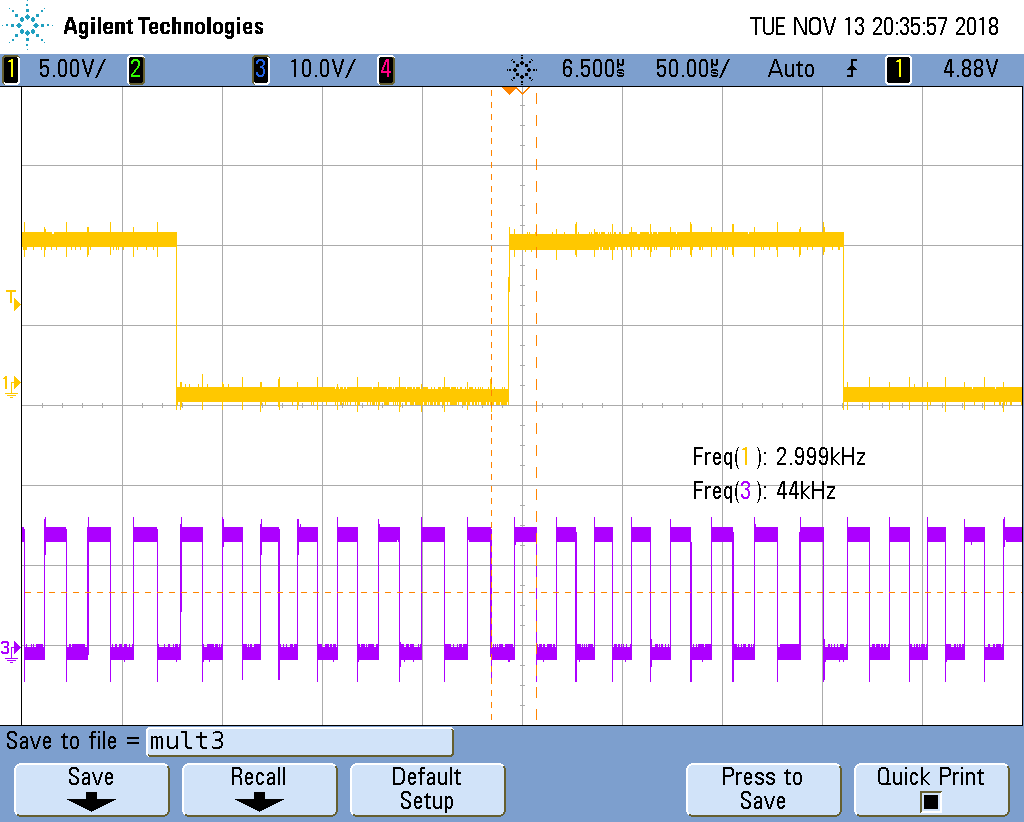 Agilent Technologies TUE NOV 13 20:35:57 2018
1 5.00V/ 2 3 10.0V/ 4 6.500µs 50.00µs/ Auto 1 4.88V
T
1
Freq(1): 2.999kHz
Freq(3): 44kHz
3
Save to file = mult3
Save Recall Default Setup Press to Save Quick Print